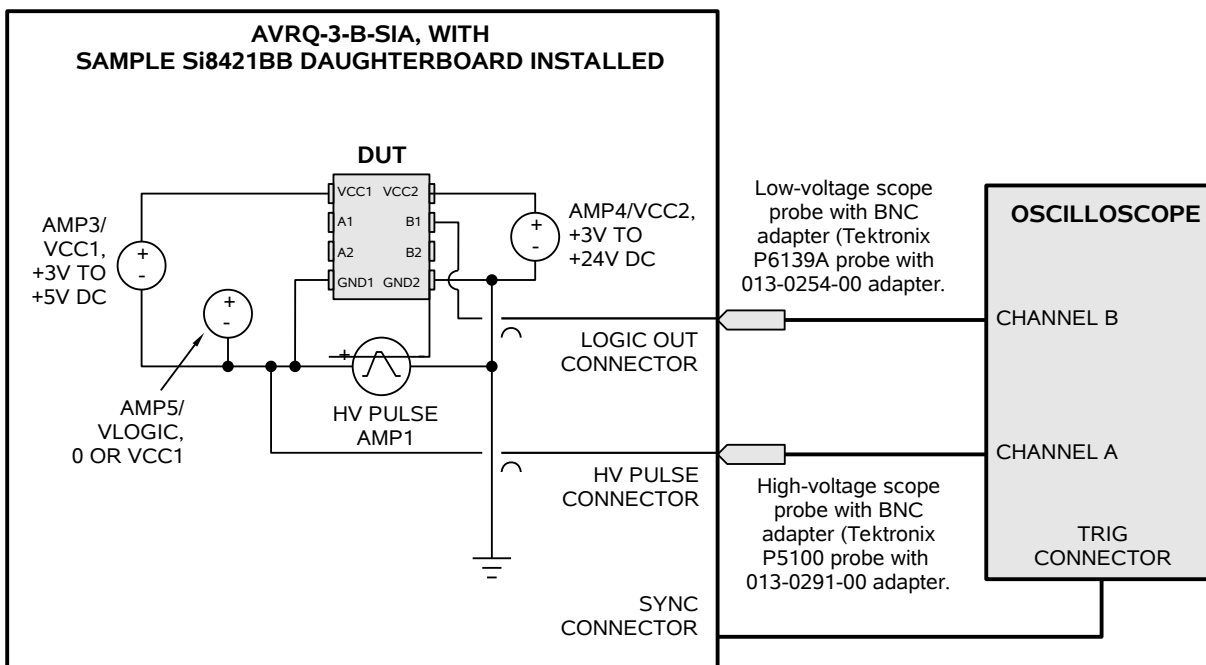 AVRQ-3-B-SIA, WITH
SAMPLE Si8421BB DAUGHTERBOARD INSTALLED
DUT
VCC1 VCC2
A1 B1
A2 B2
GND1 GND2
AMP3/
VCC1,
+3V TO
+5V DC
+
-
+
-
AMP4/VCC2,
+3V TO
+24V DC
+
-
AMP5/
VLOGIC,
0 OR VCC1
+ -
HV PULSE
AMP1
LOGIC OUT
CONNECTOR
HV PULSE
CONNECTOR
SYNC
CONNECTOR
Low-voltage scope
probe with BNC
adapter (Tektronix
P6139A probe with
013-0254-00 adapter.
High-voltage scope
probe with BNC
adapter (Tektronix
P5100 probe with
013-0291-00 adapter.
OSCILLOSCOPE
CHANNEL B
CHANNEL A
TRIG
CONNECTOR